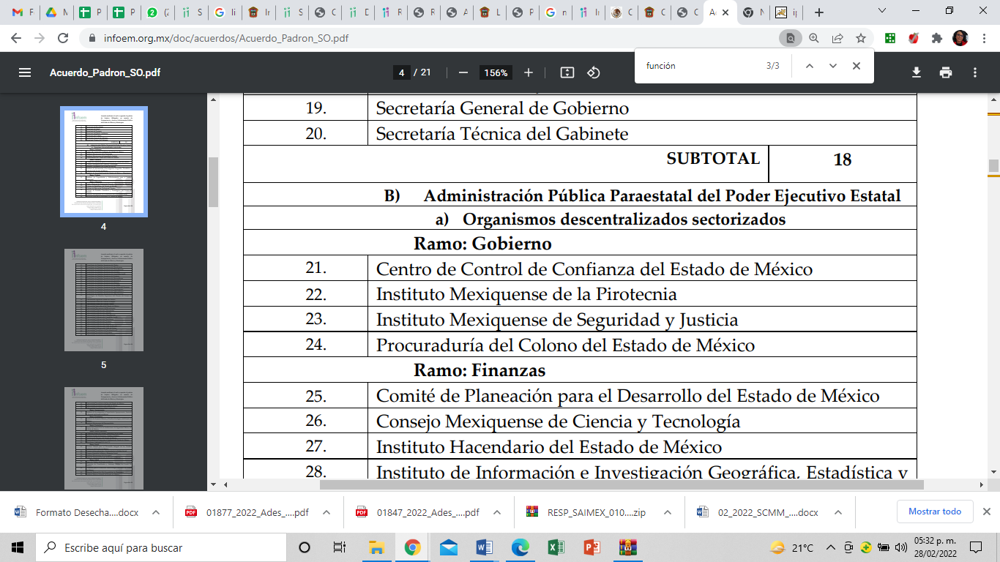 F
M
P
P
2
(2
S
li
Ir
S
C
D
R
R
A
L
P
n
Ir
C
C
C
A
N
ij
infoem.org.mx/doc/acuerdos/Acuerdo_Padron_SO.pdf
Acuerdo_Padron_SO.pdf
4 / 21
156%
función 3/3
19. Secretaría General de Gobierno
20. Secretaría Técnica del Gabinete
SUBTOTAL 18
B) Administración Pública Paraestatal del Poder Ejecutivo Estatal
a) Organismos descentralizados sectorizados
Ramo: Gobierno
21. Centro de Control de Confianza del Estado de México
22. Instituto Mexiquense de la Pirotecnia
23. Instituto Mexiquense de Seguridad y Justicia
24. Procuraduría del Colono del Estado de México
Ramo: Finanzas
25. Comité de Planeación para el Desarrollo del Estado de México
26. Consejo Mexiquense de Ciencia y Tecnología
27. Instituto Hacendario del Estado de México
28. Instituto de Información e Investigación Geográfica, Estadística y
4
5
Formato Desecha....docx
01877_2022_Ades_....pdf
01847_2022_Ades_....pdf
RESP_SAIMEX_010....zip
02_2022_SCMM_....docx
Mostrar todo
Escribe aquí para buscar
21°C
05:32 p. m.
28/02/2022